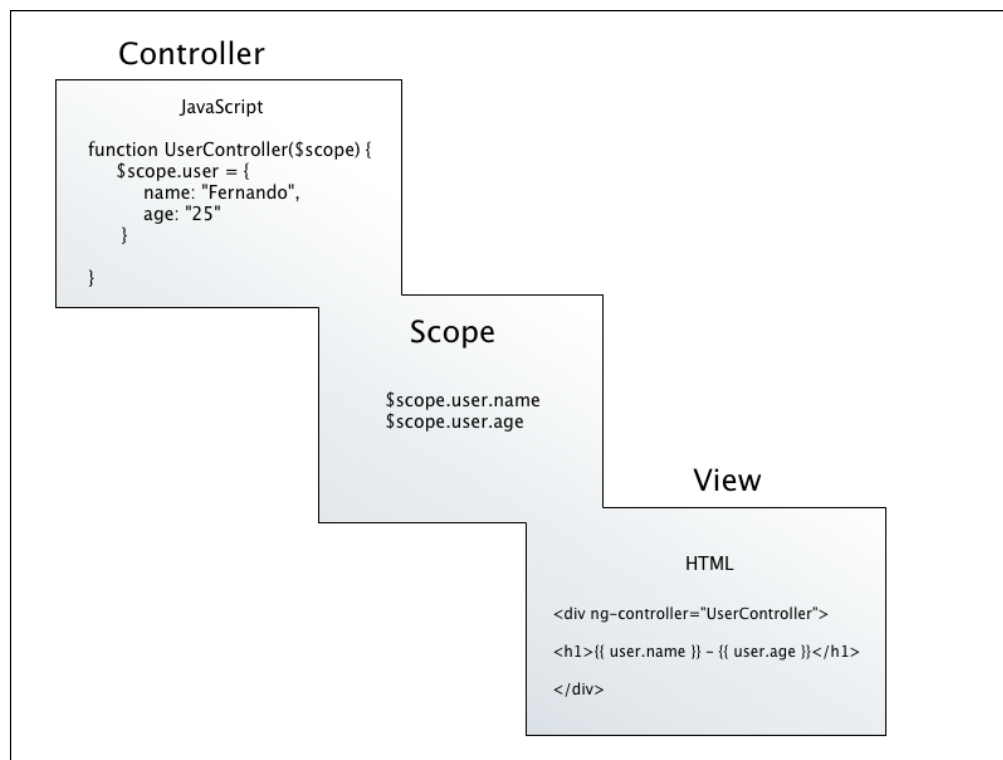 Controller
JavaScript
function UserController($scope) {
$scope.user = {
name: "Fernando",
age: "25"
}
}
Scope
$scope.user.name
$scope.user.age
View
HTML
<div ng-controller="UserController">
<h1>{{ user.name }} – {{ user.age }}</h1>
</div>